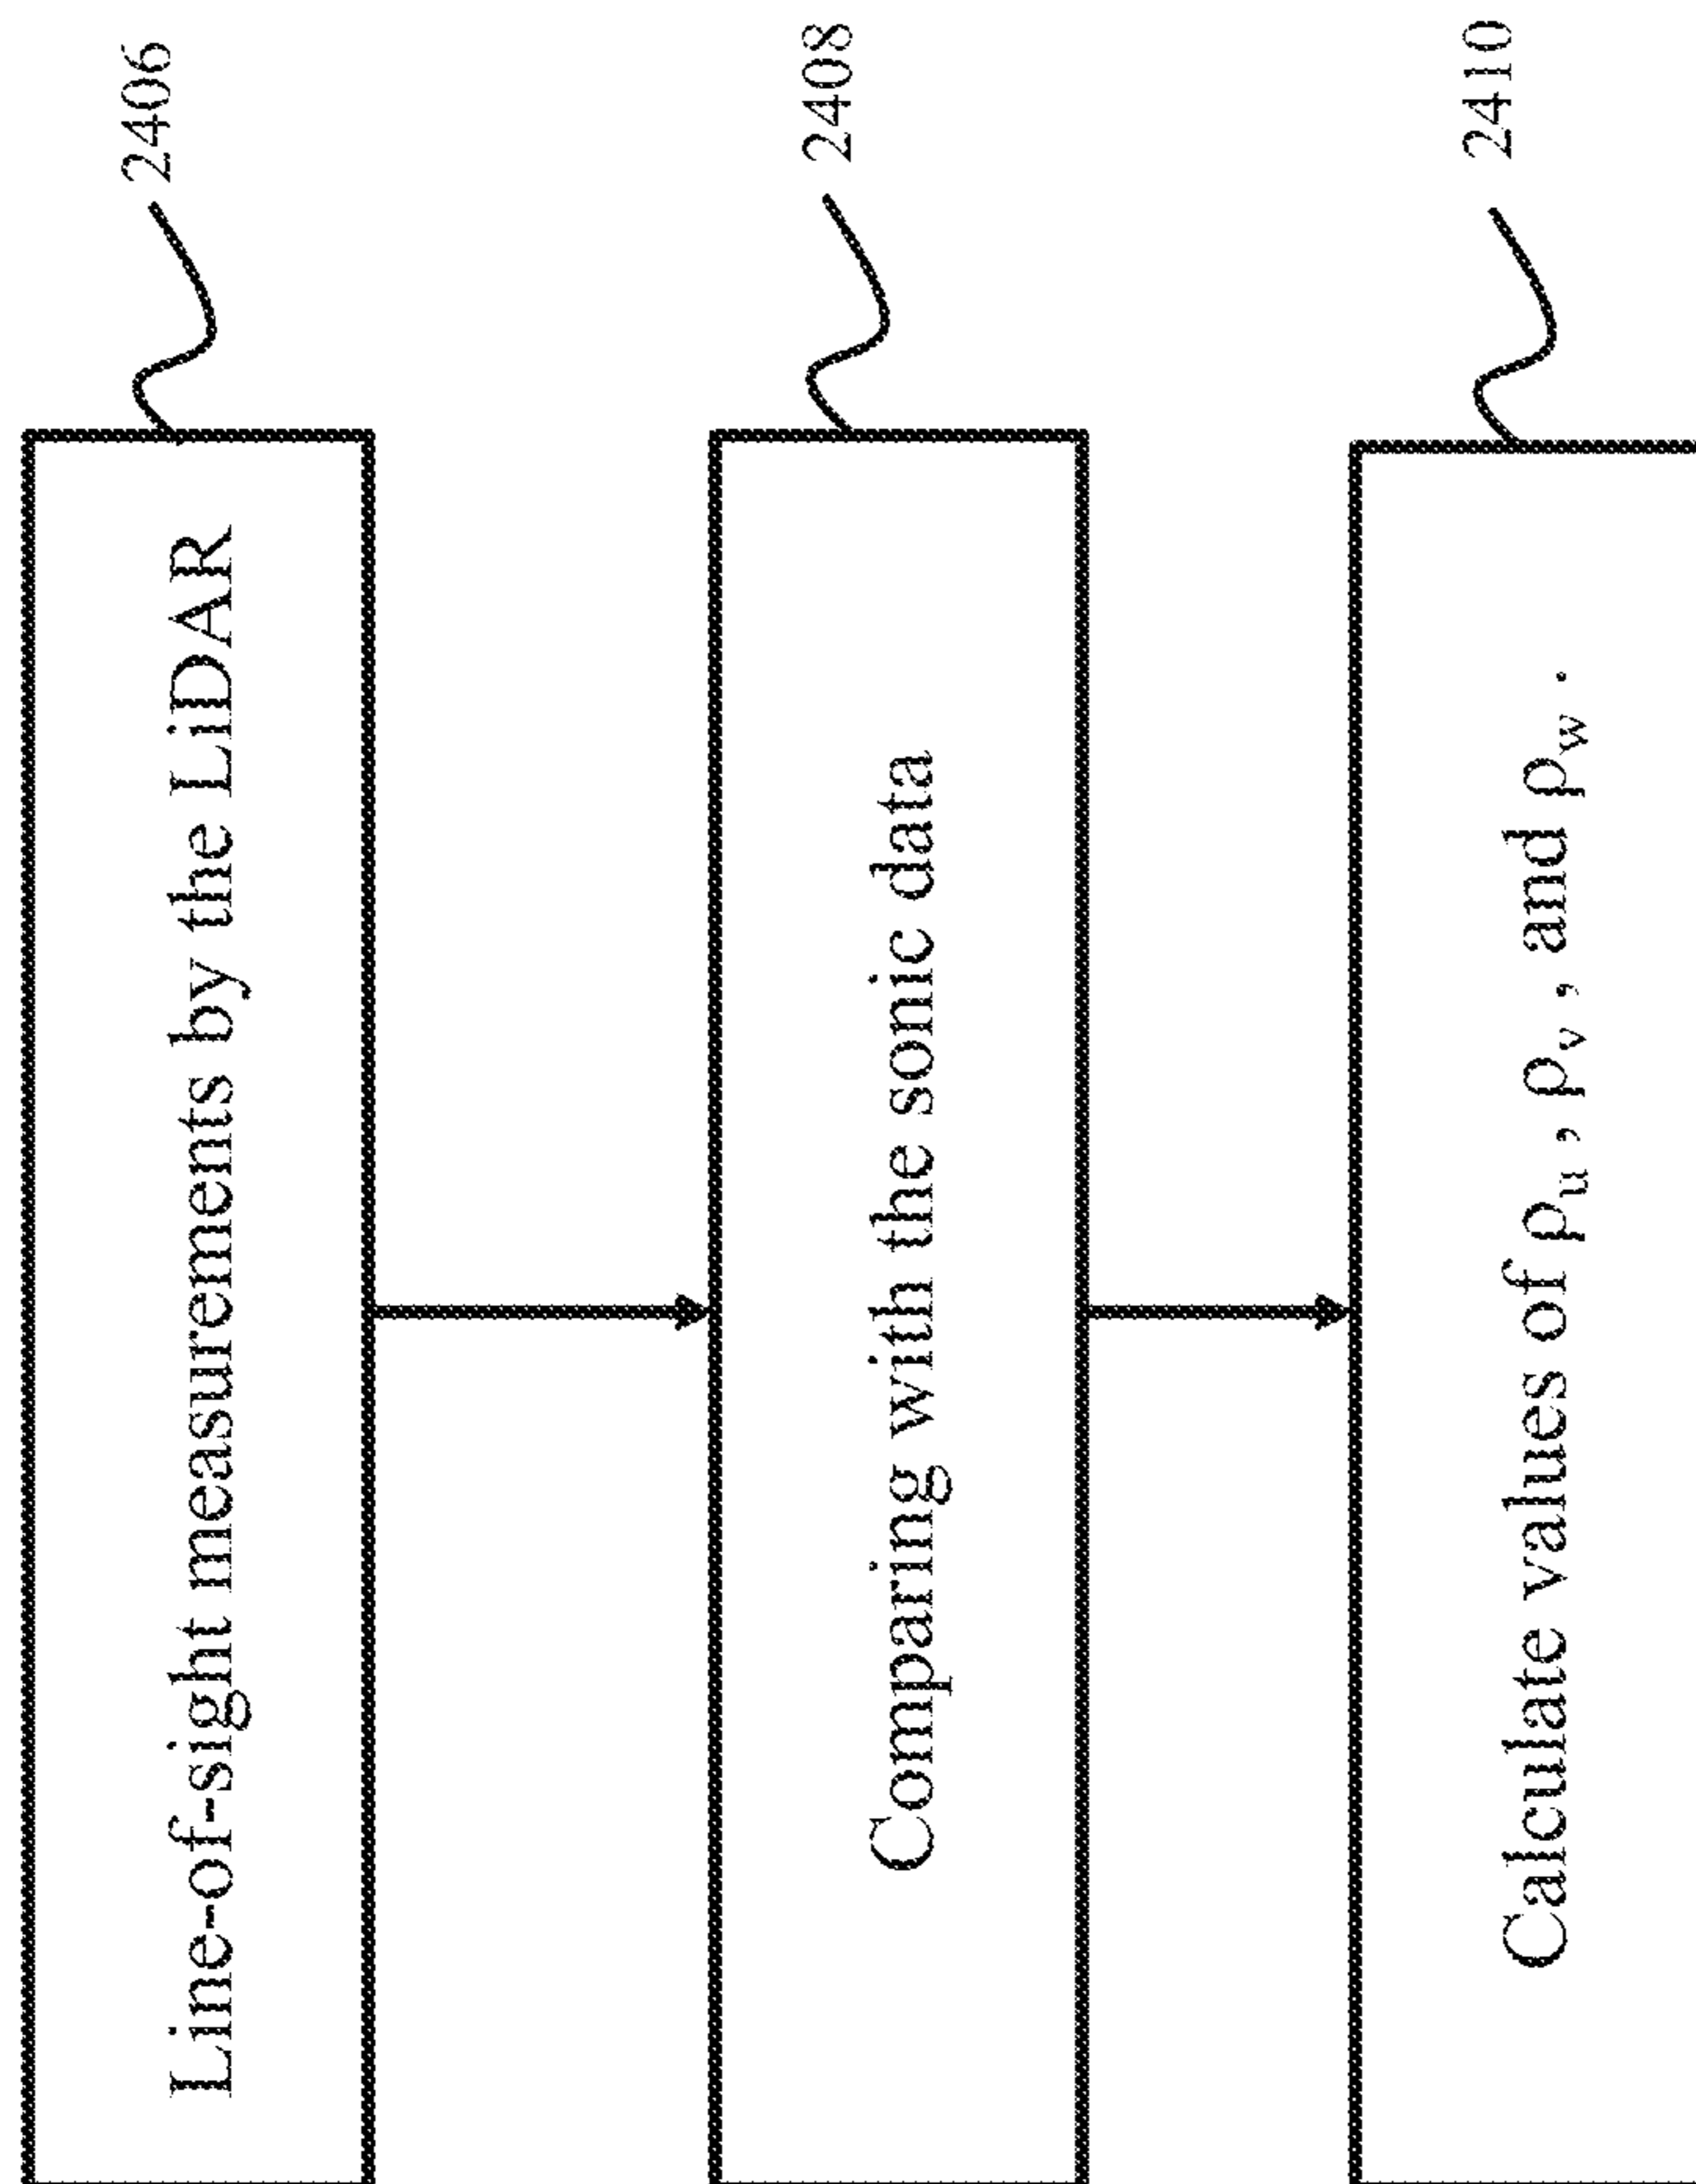 Line-of-sight measurements by the LiDAR
2406
Comparing with the sonic data
2408
Calculate values of ρu , ρv , and ρw .
2410